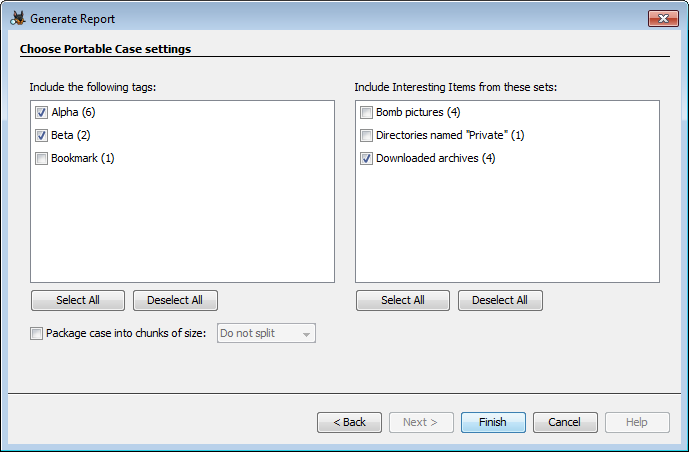 Generate Report
Choose Portable Case settings
Include the following tags:
Alpha (6)
Beta (2)
Bookmark (1)
Select All
Deselect All
Include Interesting Items from these sets:
Bomb pictures (4)
Directories named "Private" (1)
Downloaded archives (4)
Select All
Deselect All
Package case into chunks of size:
Do not split
< Back
Next >
Finish
Cancel
Help